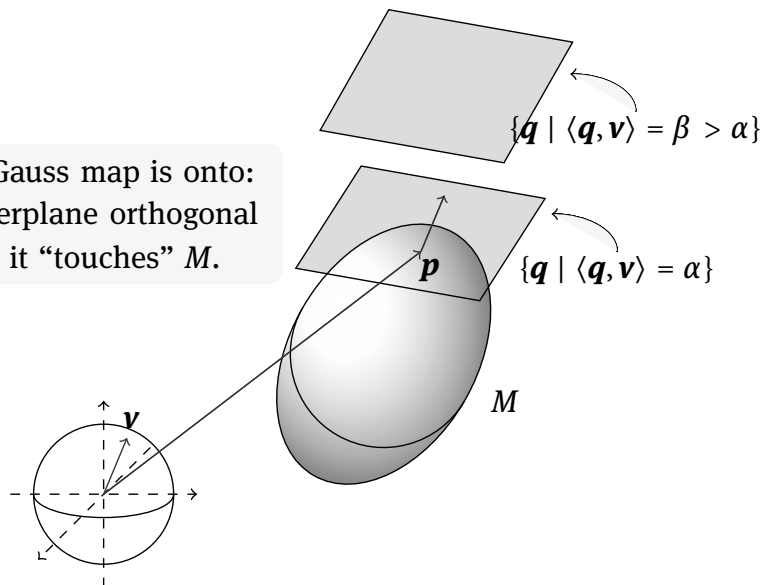 {q | ⟨q, v⟩ = β > α}
Gauss map is onto:
erplane orthogonal
it “touches” M.
{q | ⟨q, v⟩ = α}
p
M
v